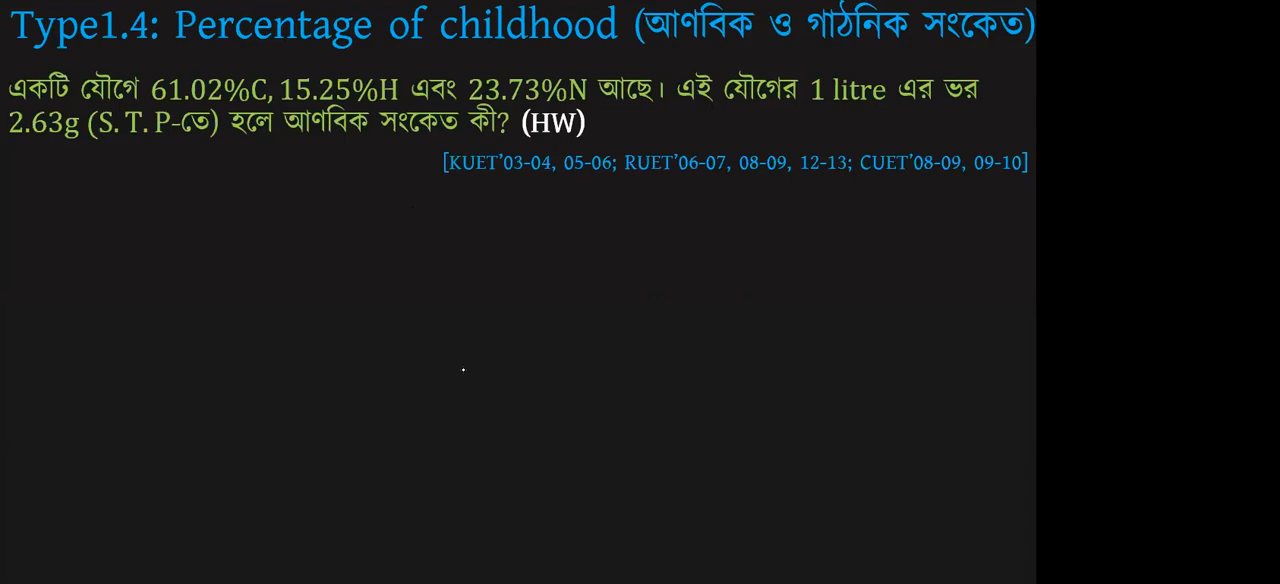 Type1.4: Percentage of childhood (আণবিক ও গাঠনিক সংকেত)
একটি যৌগে 61.02%C, 15.25%H এবং 23.73%N আছে। এই যৌগের 1 litre এর ভর
2.63g (S. T. P-তে) হলে আণবিক সংকেত কী? (HW)
[KUET’03-04, 05-06; RUET’06-07, 08-09, 12-13; CUET’08-09, 09-10]